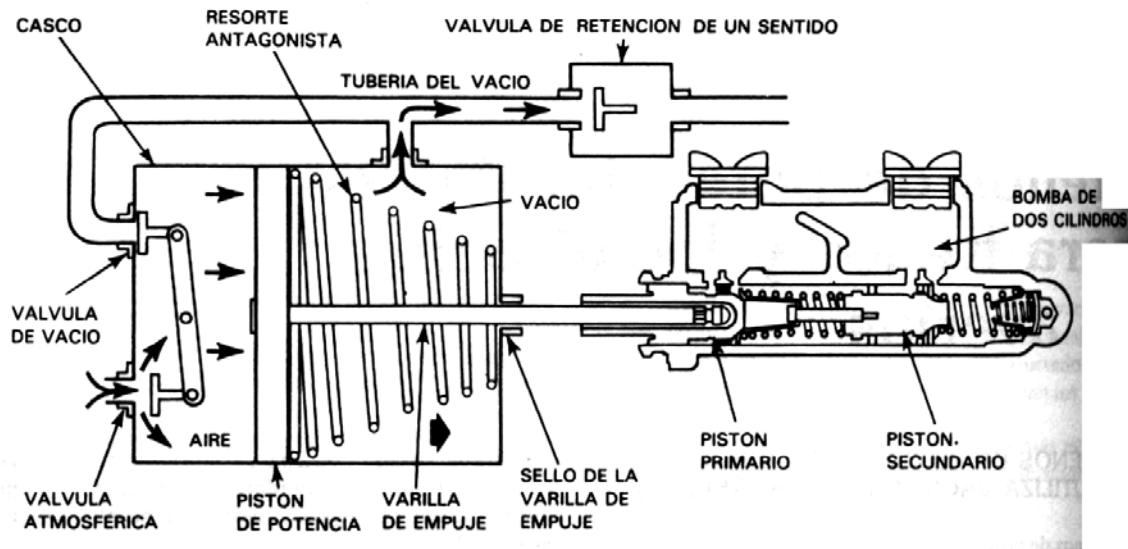 CASCO
RESORTE
ANTAGONISTA
VALVULA DE RETENCION DE UN SENTIDO
TUBERIA DEL VACIO
VACIO
BOMBA DE
DOS CILINDROS
VALVULA
DE VACIO
AIRE
VALVULA
ATMOSFERICA
PISTON
DE POTENCIA
VARILLA
DE EMPUJE
SELLO DE LA
VARILLA DE
EMPUJE
PISTON
PRIMARIO
PISTON.
SECUNDARIO